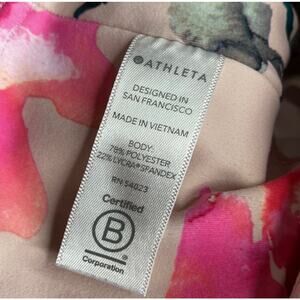 ATHLETA
DESIGNED IN
SAN FRANCISCO
MADE IN VIETNAM
BODY:
78% POLYESTER
22% LYCRA® SPANDEX
RN 54023
Certified
B
Corporation